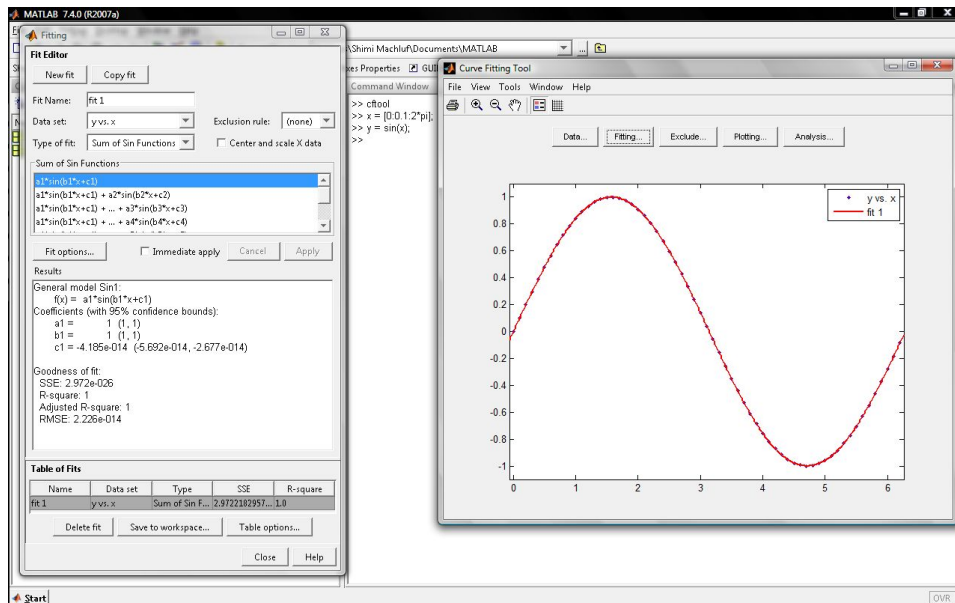 MATLAB 7.4.0 (R2007a)
Fitting
Fit Editor
New fit
Copy fit
Fit Name:
fit 1
Data set:
y vs. x
Exclusion rule:
(none)
Type of fit:
Sum of Sin Functions
Center and scale X data
Sum of Sin Functions
a1*sin(b1*x+c1)
a1*sin(b1*x+c1) + a2*sin(b2*x+c2)
a1*sin(b1*x+c1) + ... + a3*sin(b3*x+c3)
a1*sin(b1*x+c1) + ... + a4*sin(b4*x+c4)
Fit options...
Immediate apply
Cancel
Apply
Results
General model Sin1:
f(x) = a1*sin(b1*x+c1)
Coefficients (with 95% confidence bounds):
a1 = 1 (1, 1)
b1 = 1 (1, 1)
c1 = -4.185e-014 (-5.692e-014, -2.677e-014)
Goodness of fit:
SSE: 2.972e-026
R-square: 1
Adjusted R-square: 1
RMSE: 2.226e-014
Table of Fits
Name Data set Type SSE R-square
fit 1 y vs. x Sum of Sin F... 2.9722182957... 1.0
Delete fit
Save to workspace...
Table options...
Close
Help
s\Shimi Machluf\Documents\MATLAB
...
xes Properties GUI
Command Window
>> cftool
>> x = [0:0.1:2*pi];
>> y = sin(x);
>>
Curve Fitting Tool
File View Tools Window Help
Data...
Fitting...
Exclude...
Plotting...
Analysis...
y vs. x
fit 1
1
0.8
0.6
0.4
0.2
0
-0.2
-0.4
-0.6
-0.8
-1
0 1 2 3 4 5 6
Start
OVR